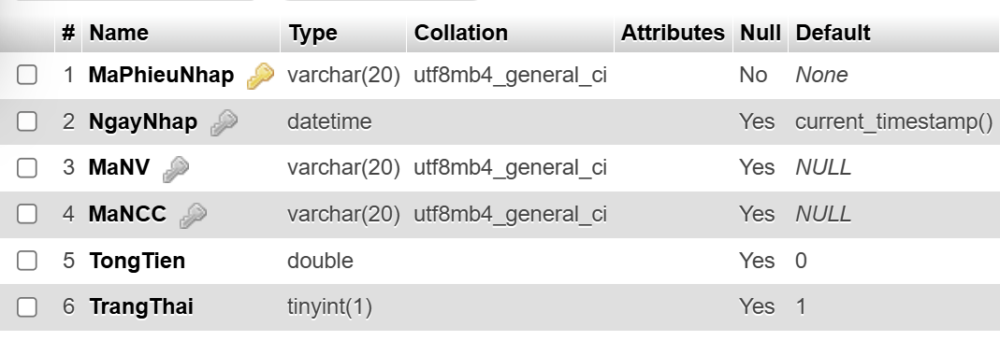 # Name Type Collation Attributes Null Default
1 MaPhieuNhap varchar(20) utf8mb4_general_ci No None
2 NgayNhap datetime Yes current_timestamp()
3 MaNV varchar(20) utf8mb4_general_ci Yes NULL
4 MaNCC varchar(20) utf8mb4_general_ci Yes NULL
5 TongTien double Yes 0
6 TrangThai tinyint(1) Yes 1